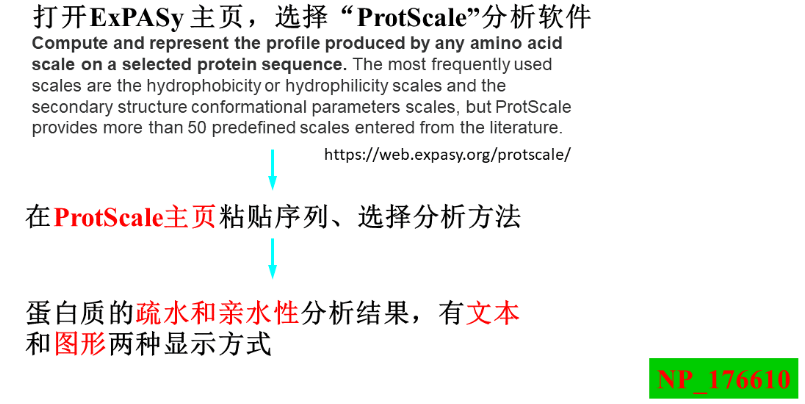 打开ExPASy 主页，选择“ProtScale”分析软件
Compute and represent the profile produced by any amino acid
scale on a selected protein sequence. The most frequently used
scales are the hydrophobicity or hydrophilicity scales and the
secondary structure conformational parameters scales, but ProtScale
provides more than 50 predefined scales entered from the literature.
https://web.expasy.org/protscale/
在ProtScale主页粘贴序列、选择分析方法
蛋白质的疏水和亲水性分析结果，有文本
和图形两种显示方式
NP_176610